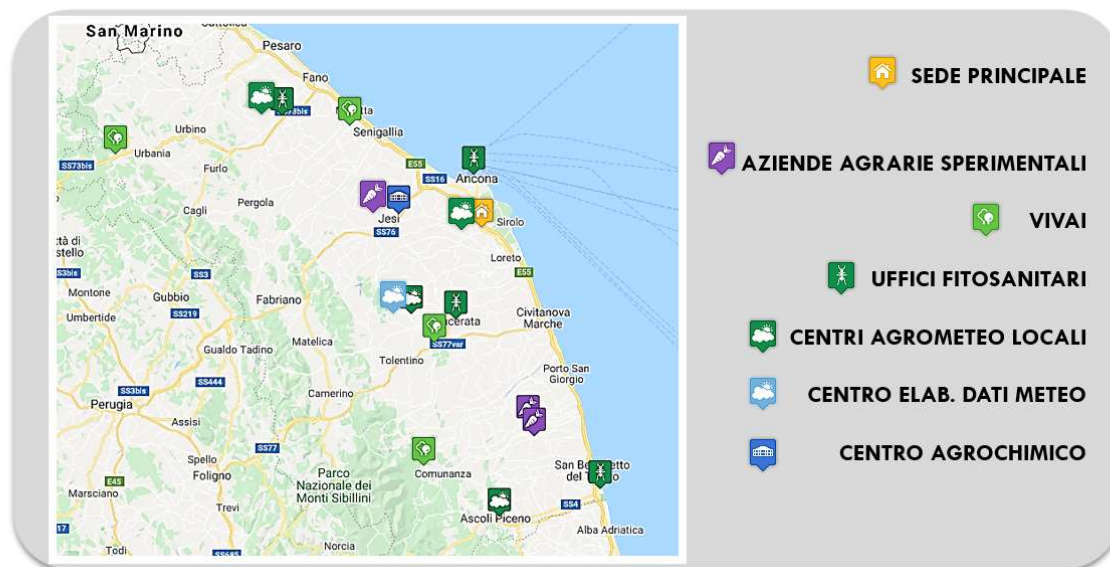 Cattolica
San Marino
Pesaro
Fano
Senigallia
Urbino
Urbania
SS73bis
Furlo
E55
SS16
Ancona
Cagli
Pergola
Jesi
SS76
Sirolo
Loreto
E55
SS3
Montone
Gubbio
Fabriano
Umbertide
SS219
Matelica
Civitanova
Marche
SS77var
Gualdo Tadino
Tolentino
Porto San
Giorgio
SS3bis
SS444
Camerino
Perugia
Assisi
SS77
Spello
Foligno
Parco
Nazionale dei
Monti Sibillini
Comunanza
E45
Marsciano
Trevi
SS4
Ascoli Piceno
Alba Adriatica
Norcia
Todi
SS685
SEDE PRINCIPALE
AZIENDE AGRARIE SPERIMENTALI
VIVAI
UFFICI FITOSANITARI
CENTRI AGROMETEO LOCALI
CENTRO ELAB. DATI METEO
CENTRO AGROCHIMICO